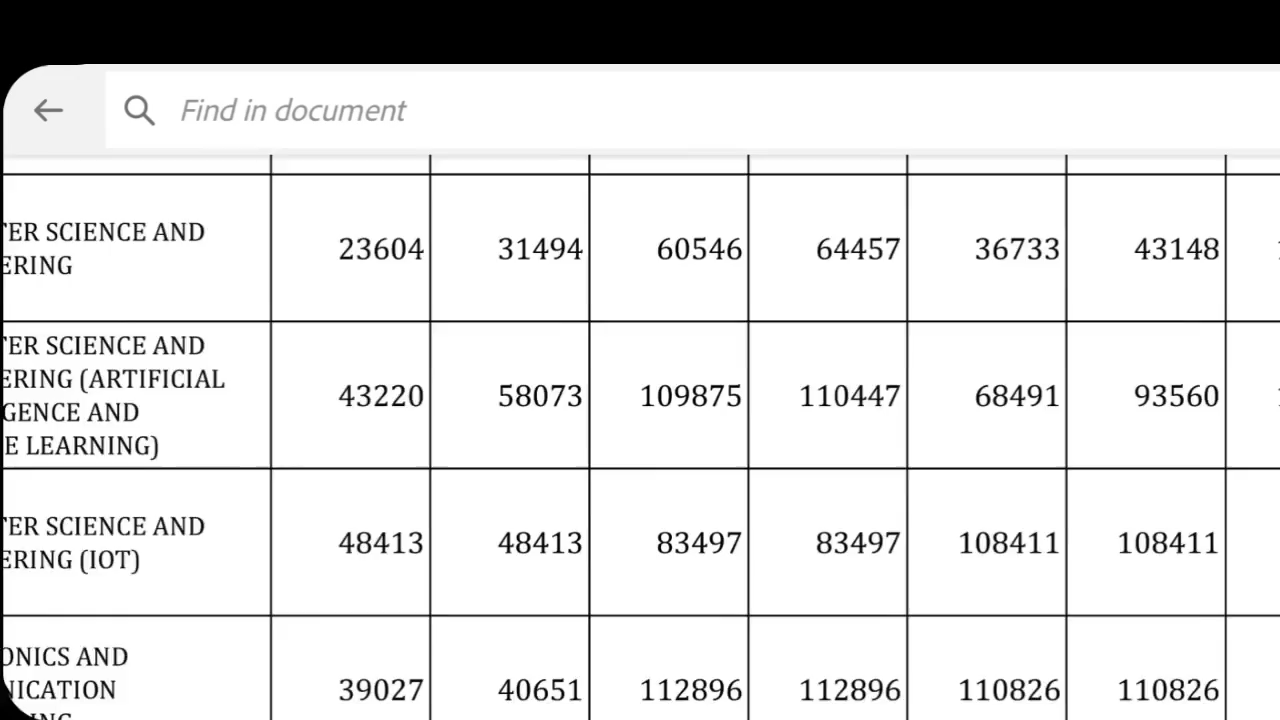 Find in document
TER SCIENCE AND
ERING
23604 31494 60546 64457 36733 43148
TER SCIENCE AND
ERING (ARTIFICIAL
GENCE AND
E LEARNING)
43220 58073 109875 110447 68491 93560
TER SCIENCE AND
ERING (IOT)
48413 48413 83497 83497 108411 108411
ONICS AND
NICATION
39027 40651 112896 112896 110826 110826